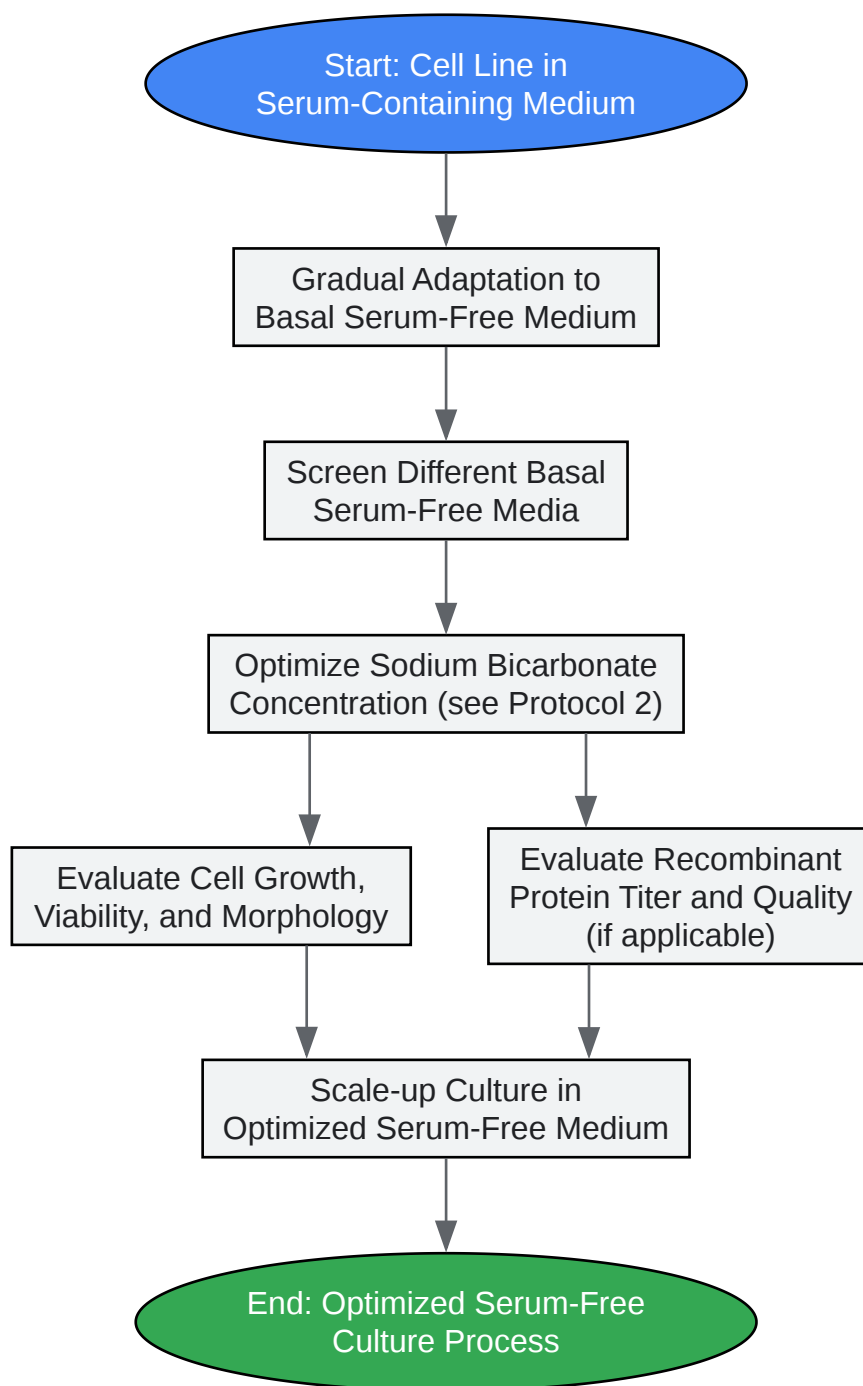 Start: Cell Line in
Serum-Containing Medium
Gradual Adaptation to
Basal Serum-Free Medium
Screen Different Basal
Serum-Free Media
Optimize Sodium Bicarbonate
Concentration (see Protocol 2)
Evaluate Cell Growth,
Viability, and Morphology
Evaluate Recombinant
Protein Titer and Quality
(if applicable)
Scale-up Culture in
Optimized Serum-Free Medium
End: Optimized Serum-Free
Culture Process